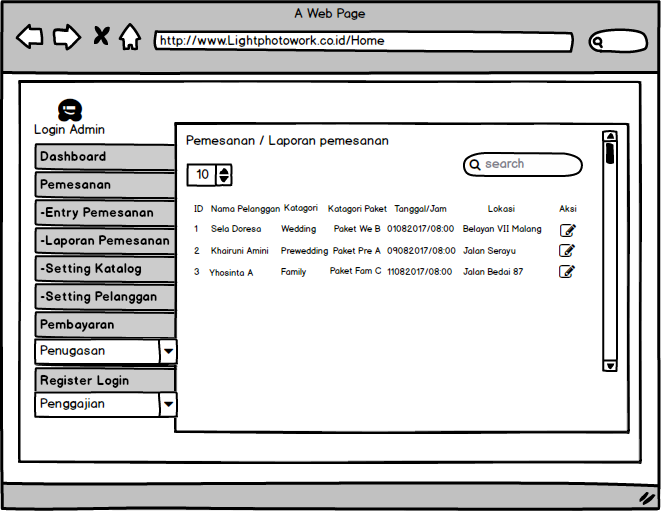 A Web Page
http://www.Lightphotowork.co.id/Home
Login Admin
Dashboard
Pemesanan
-Entry Pemesanan
-Laporan Pemesanan
-Setting Katalog
-Setting Pelanggan
Pembayaran
Penugasan
Register Login
Penggajian
Pemesanan / Laporan pemesanan
10
search
ID Nama Pelanggan Katagori Katagori Paket Tanggal/Jam Lokasi Aksi
1 Sela Doresa Wedding Paket We B 01082017/08:00 Belayan VII Malang
2 Khairuni Amini Prewedding Paket Pre A 09082017/08:00 Jalan Serayu
3 Yhosinta A Family Paket Fam C 11082017/08:00 Jalan Bedai 87